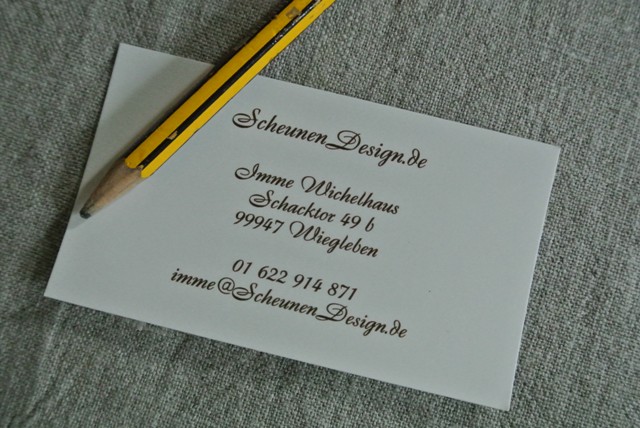 ScheunenDesign.de
Imme Wichelhaus
Schacktor 49 b
99947 Wiegleben
01 622 914 871
imme@ScheunenDesign.de